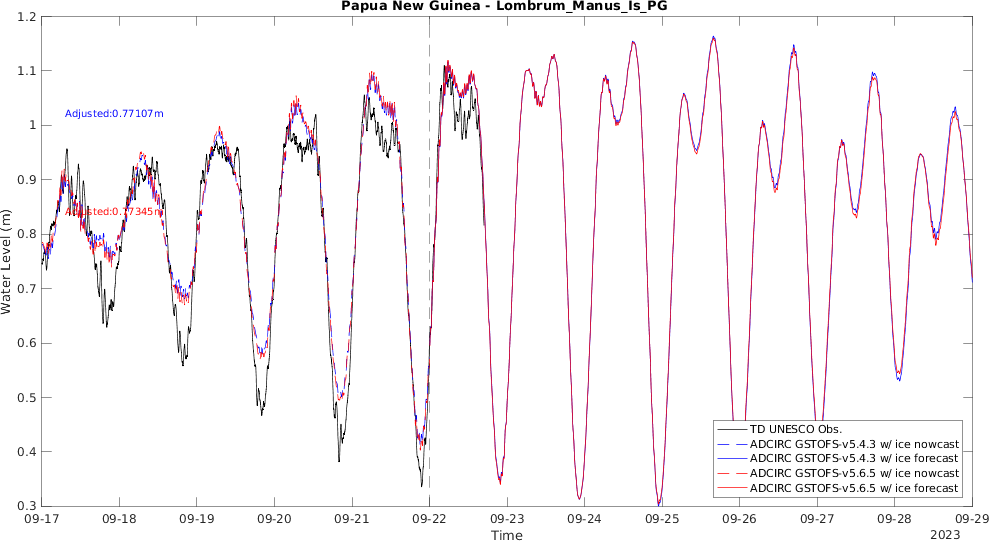 Papua New Guinea - Lombrum_Manus_Is_PG
Water Level (m)
1.2
1.1
1
0.9
0.8
0.7
0.6
0.5
0.4
0.3
Adjusted:0.77107m
Adjusted:0.77345m
TD UNESCO Obs.
ADCIRC GSTOFS-v5.4.3 w/ ice nowcast
ADCIRC GSTOFS-v5.4.3 w/ ice forecast
ADCIRC GSTOFS-v5.6.5 w/ ice nowcast
ADCIRC GSTOFS-v5.6.5 w/ ice forecast
09-17 09-18 09-19 09-20 09-21 09-22 09-23 09-24 09-25 09-26 09-27 09-28 09-29
Time
2023